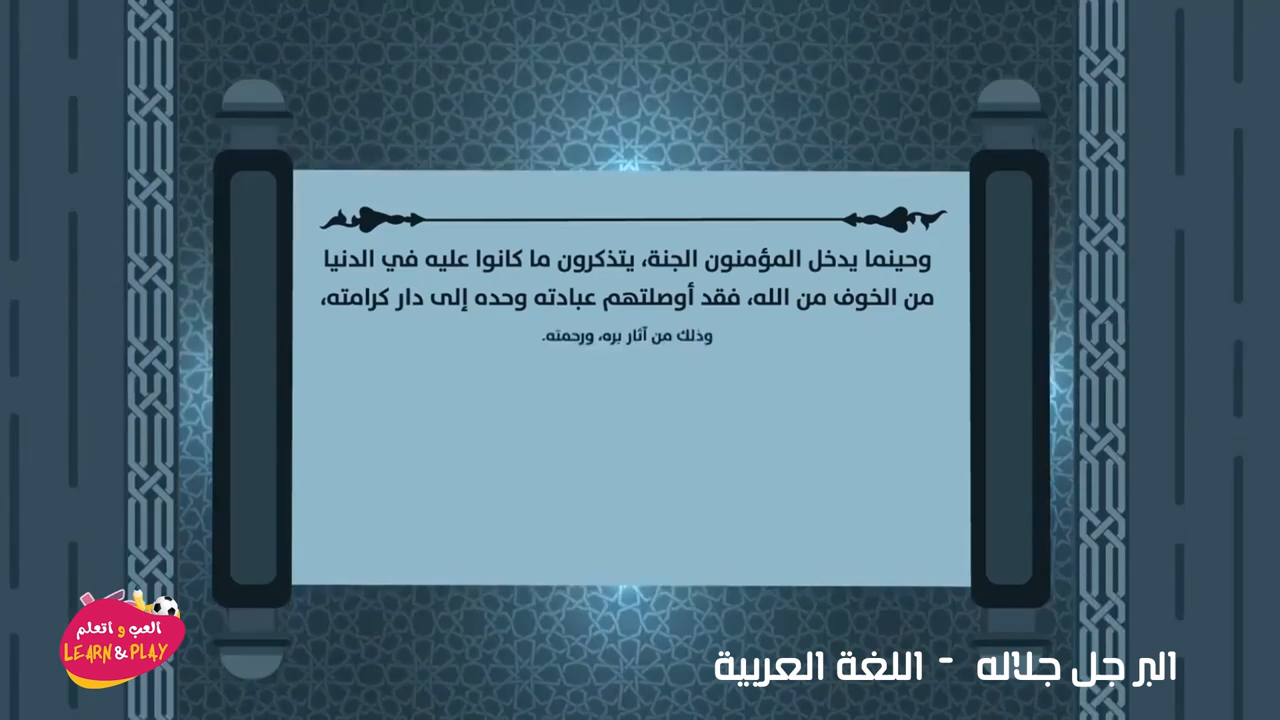 وحينما يدخل المؤمنون الجنة، يتذكرون ما كانوا عليه في الدنيا
من الخوف من الله، فقد أوصلتهم عبادته وحده إلى دار كرامته،
وذلك من آثار بره، ورحمته.
العب و اتعلم
LEARN & PLAY
البر جل جلاله - اللغة العربية